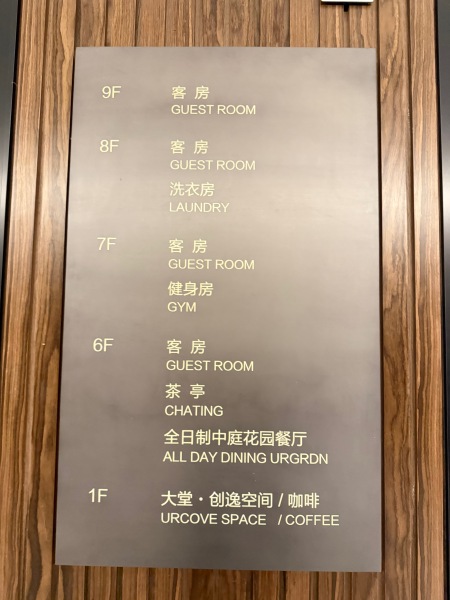 9F 客 房
GUEST ROOM
8F 客 房
GUEST ROOM
洗衣房
LAUNDRY
7F 客 房
GUEST ROOM
健身房
GYM
6F 客 房
GUEST ROOM
茶 亭
CHATING
全日制中庭花园餐厅
ALL DAY DINING URGRDN
1F 大堂·创逸空间 / 咖啡
URCOVE SPACE / COFFEE